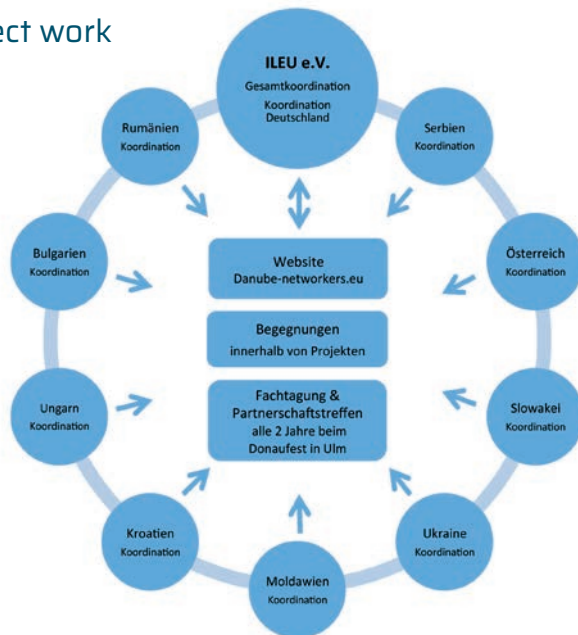 ect work
ILEU e.V.
Gesamtkoordination
Koordination
Deutschland
Rumänien
Koordination
Serbien
Koordination
Bulgarien
Koordination
Website
Danube-networkers.eu
Österreich
Koordination
Begegnungen
innerhalb von Projekten
Ungarn
Koordination
Fachtagung &
Partnerschaftstreffen
alle 2 Jahre beim
Donaufest in Ulm
Slowakei
Koordination
Kroatien
Koordination
Ukraine
Koordination
Moldawien
Koordination